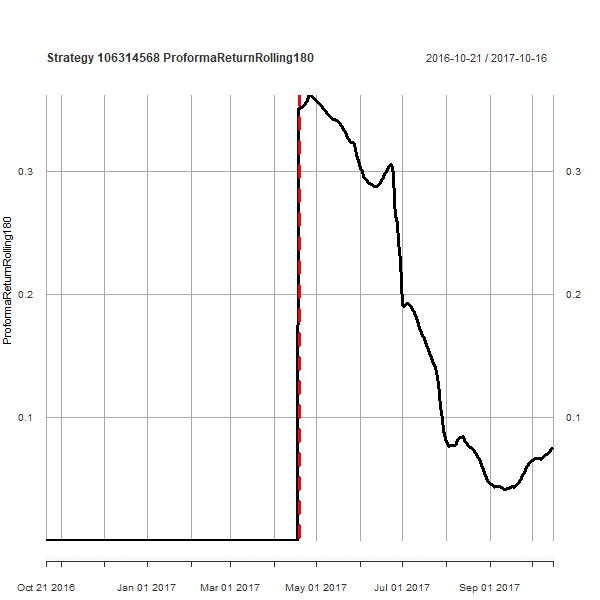 Strategy 106314568 ProformaReturnRolling180
2016-10-21 / 2017-10-16
ProformaReturnRolling180
0.3
0.3
0.2
0.2
0.1
0.1
Oct 21 2016
Jan 01 2017
Mar 01 2017
May 01 2017
Jul 01 2017
Sep 01 2017